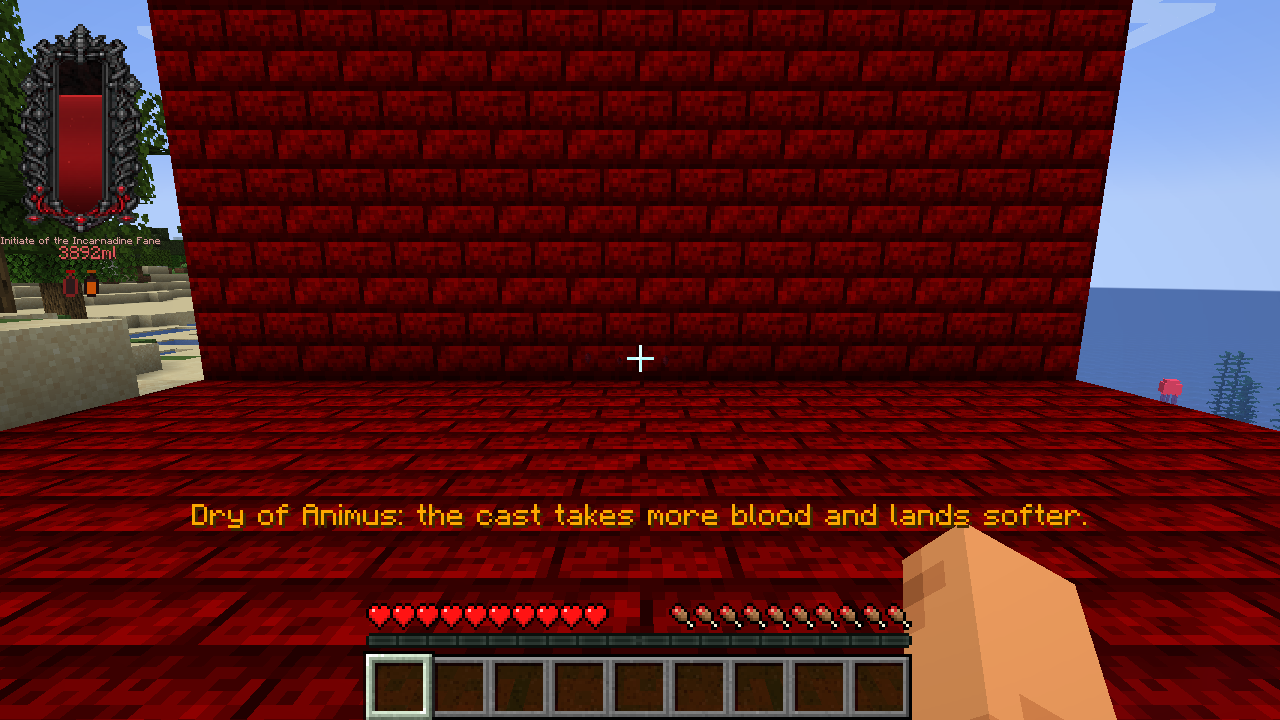 Initiate of the Incarnadine Fane
3892ml
Dry of Animus: the cast takes more blood and lands softer.